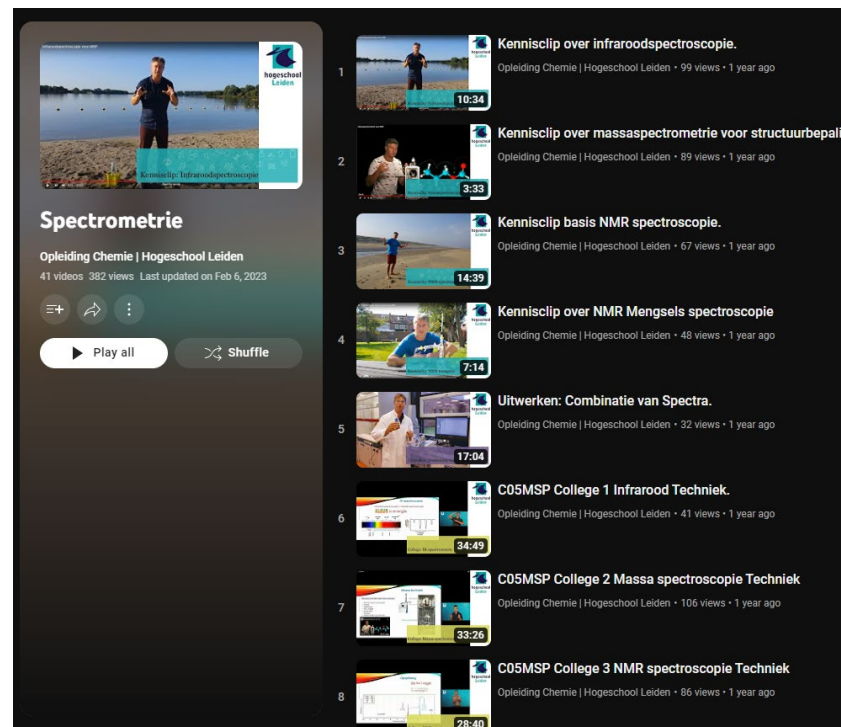 hogeschool
Leiden
Kennisclip: Infraroodspectroscopie
Spectrometrie
Opleiding Chemie | Hogeschool Leiden
41 videos 382 views Last updated on Feb 6, 2023
Play all
Shuffle
1
10:34
Kennisclip over infraroodspectroscopie.
Opleiding Chemie | Hogeschool Leiden • 99 views • 1 year ago
2
3:33
Kennisclip over massaspectrometrie voor structuurbepali
Opleiding Chemie | Hogeschool Leiden • 89 views • 1 year ago
3
14:39
Kennisclip basis NMR spectroscopie.
Opleiding Chemie | Hogeschool Leiden • 67 views • 1 year ago
4
7:14
Kennisclip over NMR Mengsels spectroscopie
Opleiding Chemie | Hogeschool Leiden • 48 views • 1 year ago
5
17:04
Uitwerken: Combinatie van Spectra.
Opleiding Chemie | Hogeschool Leiden • 32 views • 1 year ago
6
34:49
C05MSP College 1 Infrarood Techniek.
Opleiding Chemie | Hogeschool Leiden • 41 views • 1 year ago
7
33:26
C05MSP College 2 Massa spectroscopie Techniek
Opleiding Chemie | Hogeschool Leiden • 106 views • 1 year ago
8
28:40
C05MSP College 3 NMR spectroscopie Techniek
Opleiding Chemie | Hogeschool Leiden • 86 views • 1 year ago